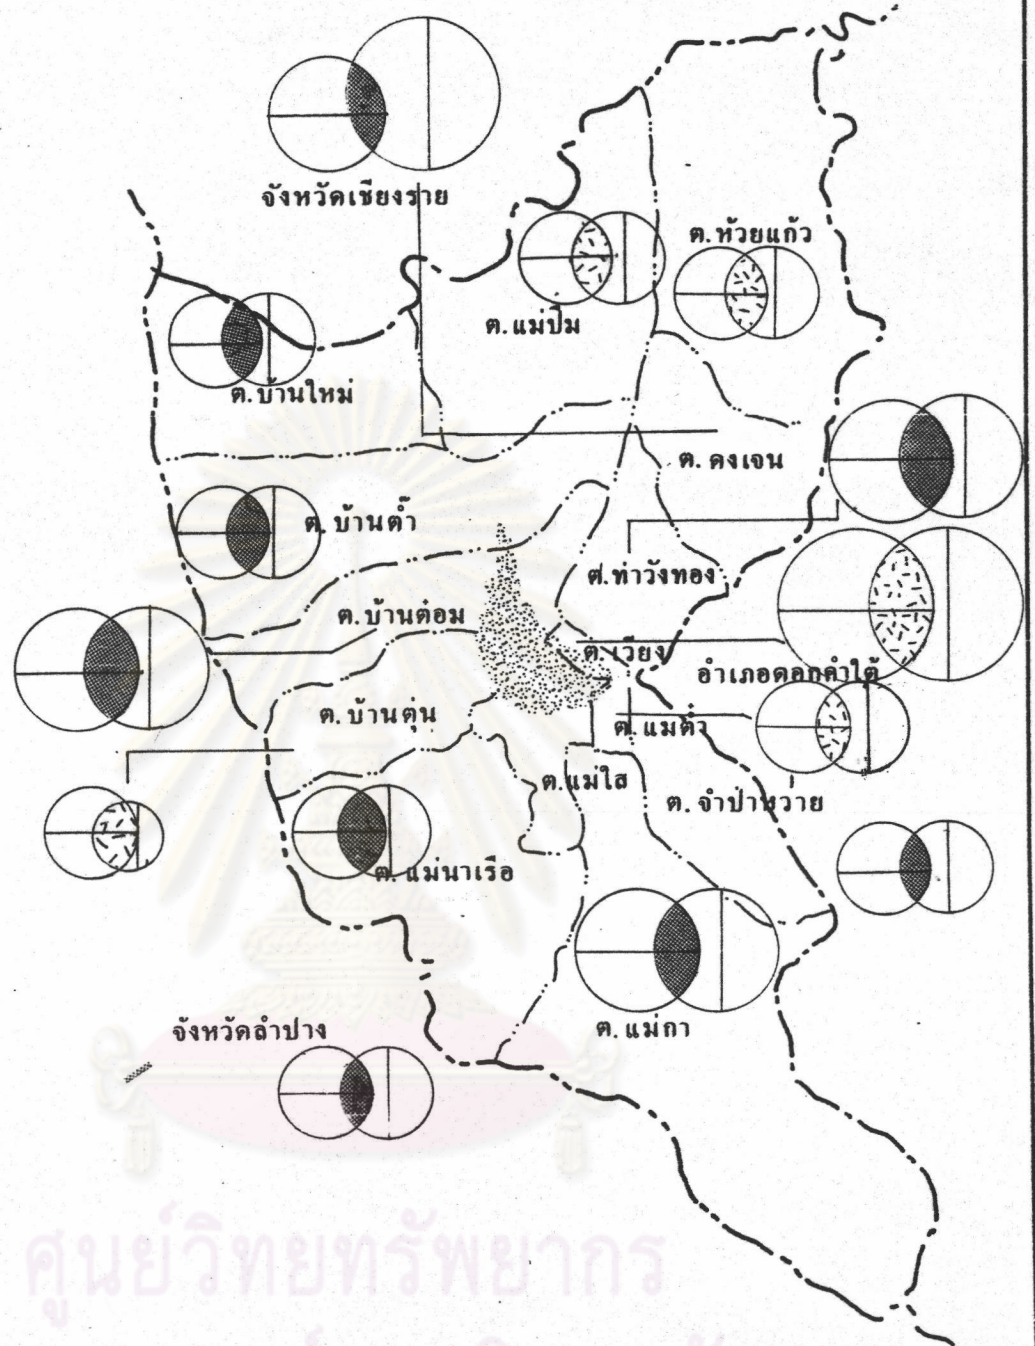 จังหวัดเชียงราย
ต.ห้วยแก้ว
ต.แม่ปืม
ต.บ้านใหม่
ต.ดงเจน
ต.บ้านต๊ำ
ต.ท่าวังทอง
ต.บ้านต๋อม
ต.เวียง
อำเภอดอกคำใต้
ต.บ้านตุ่น
ต.แม่ต๋ำ
ต.แม่ใส
ต.จำป่าหวาย
ต.แม่นาเรือ
ต.แม่กา
จังหวัดลำปาง
ศูนย์วิทยทรัพยากร